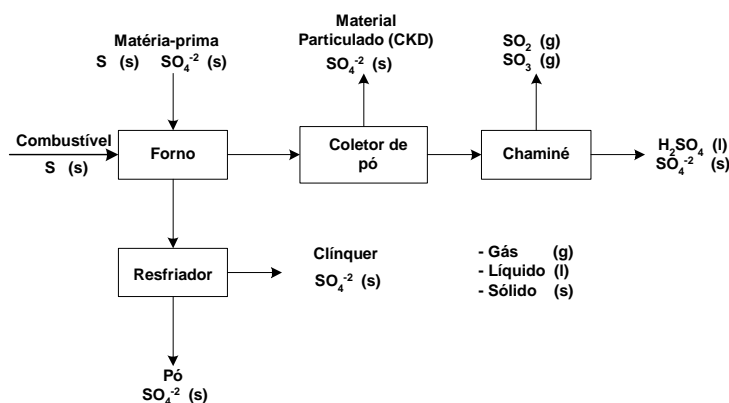 Matéria-prima
S (s) SO₄⁻² (s)
Material
Particulado (CKD)
SO₄⁻² (s)
SO₂ (g)
SO₃ (g)
Combustível
S (s)
Forno
Coletor de
pó
Chaminé
H₂SO₄ (l)
SO₄⁻² (s)
Resfriador
Clínquer
SO₄⁻² (s)
- Gás (g)
- Líquido (l)
- Sólido (s)
Pó
SO₄⁻² (s)